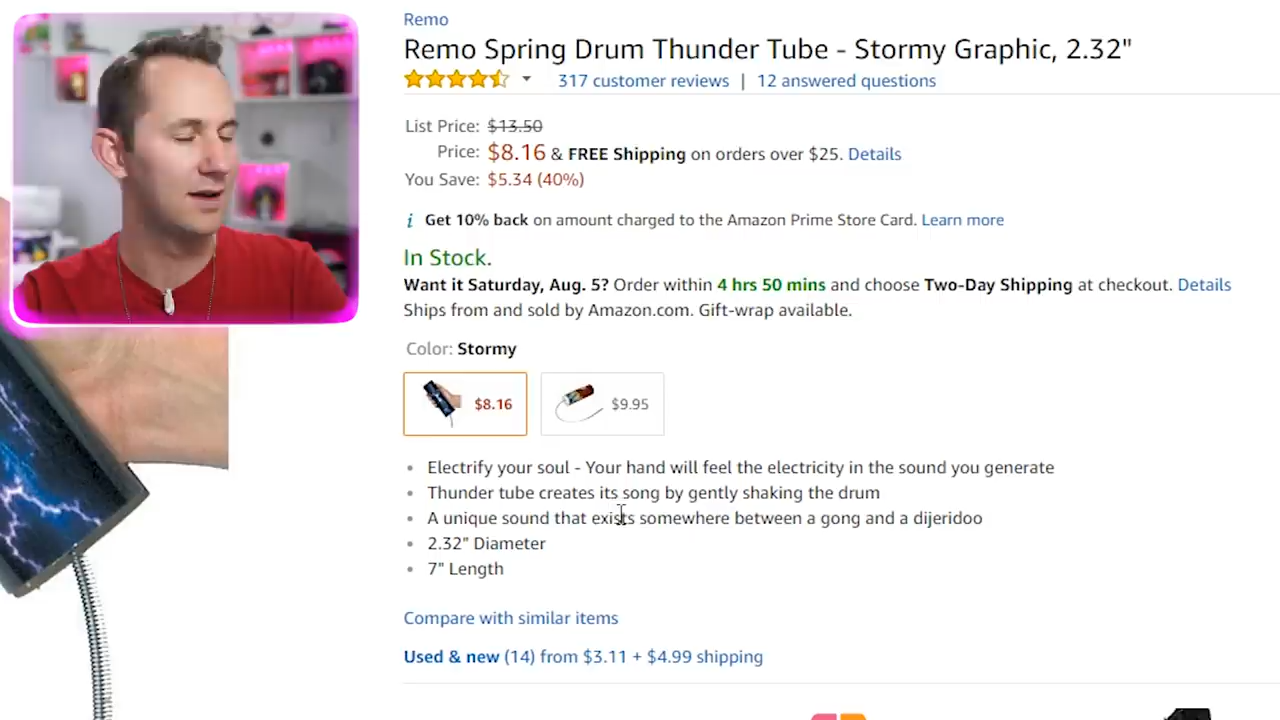 Remo
Remo Spring Drum Thunder Tube - Stormy Graphic, 2.32"
317 customer reviews | 12 answered questions
List Price: $13.50
Price: $8.16 & FREE Shipping on orders over $25. Details
You Save: $5.34 (40%)
i Get 10% back on amount charged to the Amazon Prime Store Card. Learn more
In Stock.
Want it Saturday, Aug. 5? Order within 4 hrs 50 mins and choose Two-Day Shipping at checkout. Details
Ships from and sold by Amazon.com. Gift-wrap available.
Color: Stormy
$8.16 $9.95
• Electrify your soul - Your hand will feel the electricity in the sound you generate
• Thunder tube creates its song by gently shaking the drum
• A unique sound that exists somewhere between a gong and a dijeridoo
• 2.32" Diameter
• 7" Length
Compare with similar items
Used & new (14) from $3.11 + $4.99 shipping